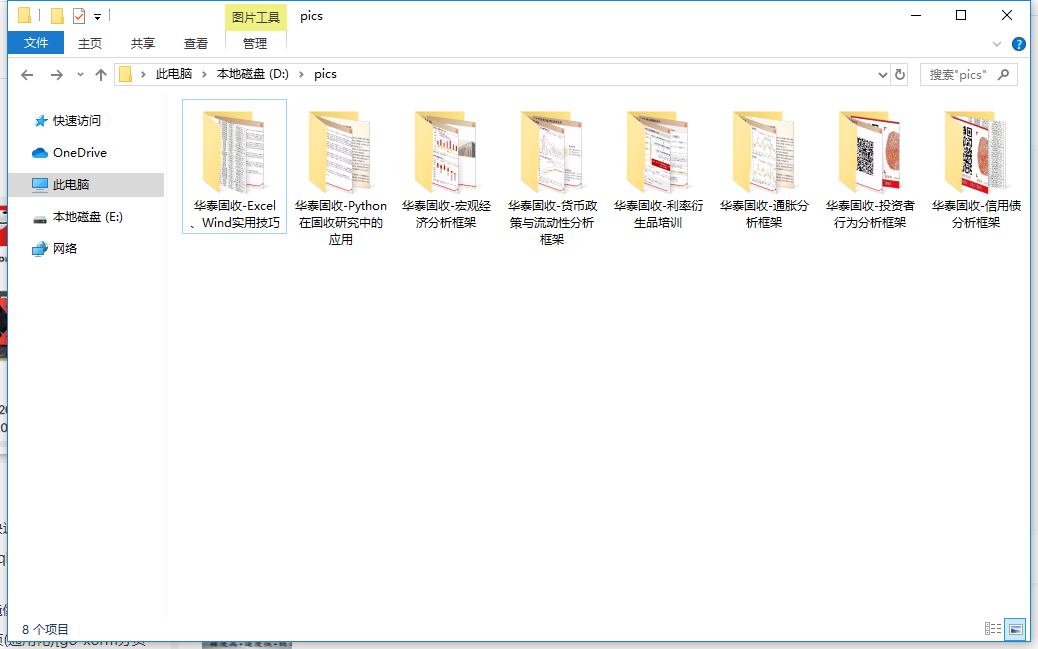 图片工具
pics
文件
主页
共享
查看
管理
此电脑
本地磁盘 (D:)
pics
搜索"pics"
快速访问
OneDrive
此电脑
本地磁盘 (E:)
网络
华泰固收-Excel
、Wind实用技巧
华泰固收-Python
在固收研究中的
应用
华泰固收-宏观经
济分析框架
华泰固收-货币政
策与流动性分析
框架
华泰固收-利率衍
生品培训
华泰固收-通胀分
析框架
华泰固收-投资者
行为分析框架
华泰固收-信用债
分析框架
8 个项目